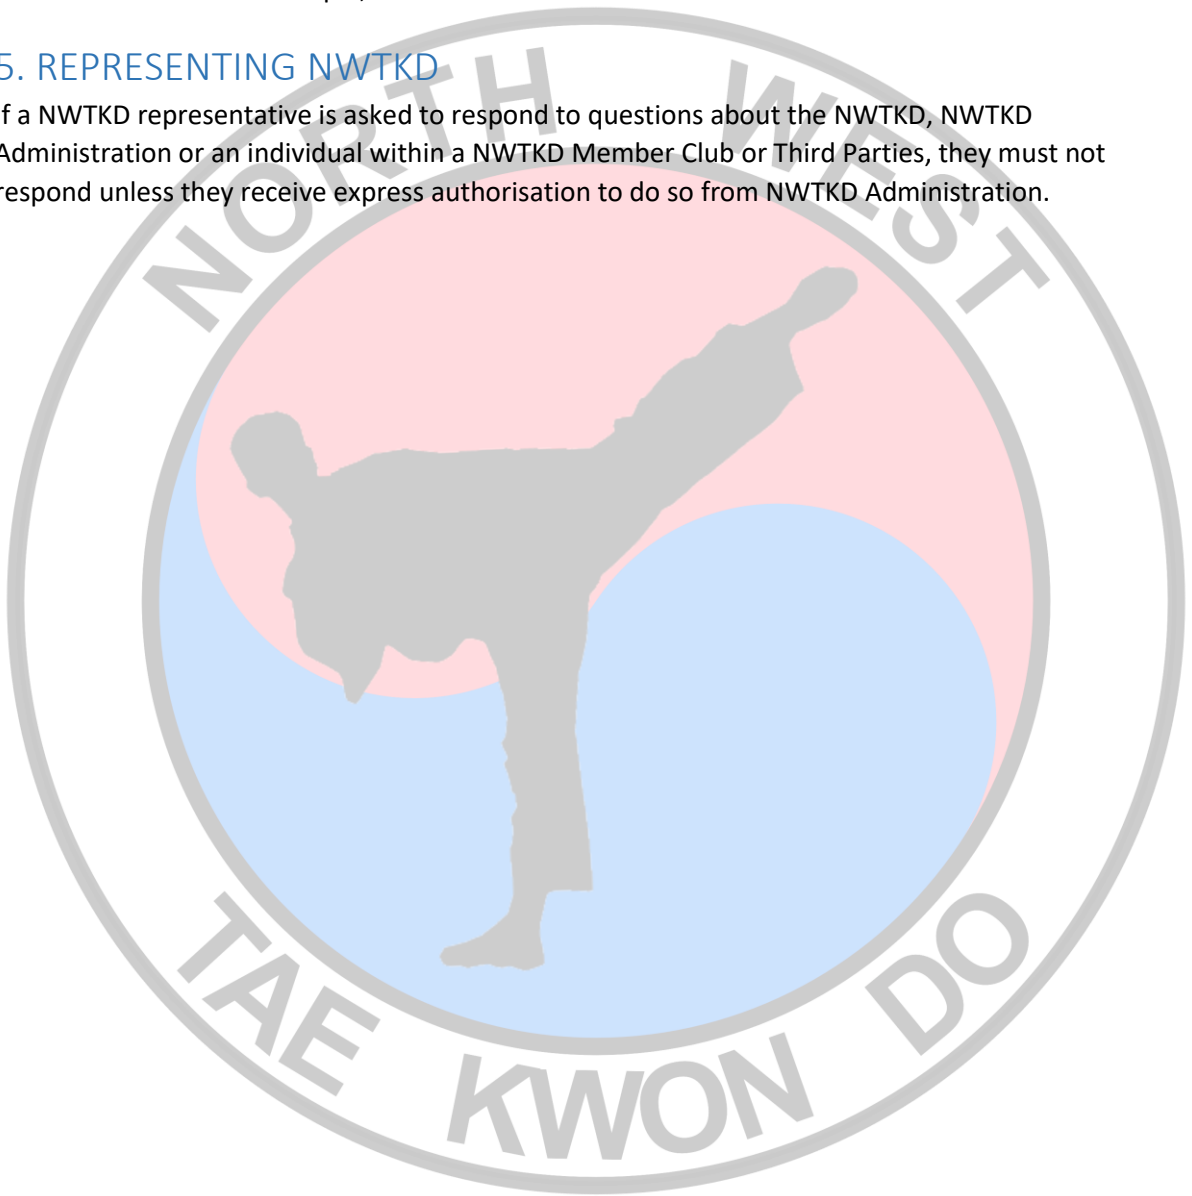 5. REPRESENTING NWTKD
f a NWTKD representative is asked to respond to questions about the NWTKD, NWTKD
Administration or an individual within a NWTKD Member Club or Third Parties, they must not
respond unless they receive express authorisation to do so from NWTKD Administration.
NORTH WEST
TAE KWON DO